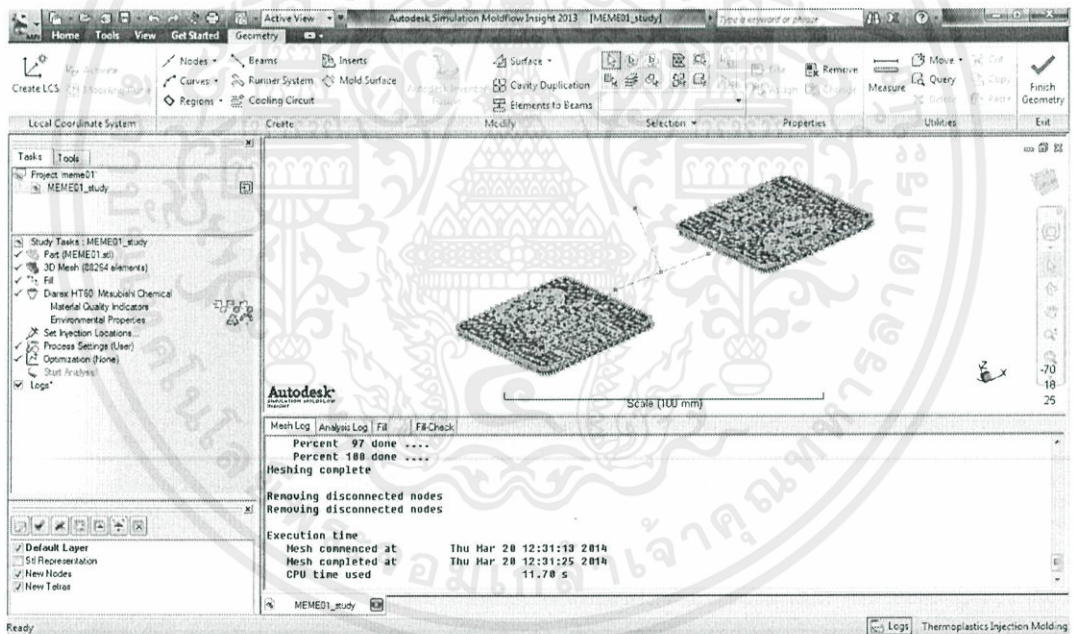 Active View
Autodesk Simulation Moldflow Insight 2013 [MEME01_study]
Type a keyword or phrase
Home Tools View Get Started Geometry
Create LCS
Nodes
Curves
Regions
Beams
Runner System
Cooling Circuit
Inserts
Mold Surface
Surface
Cavity Duplication
Elements to Beams
Remove
Measure
Move
Query
Finish Geometry
Local Coordinate System
Create
Modify
Selection
Properties
Utilities
Exit
Tasks Tools
Project 'meme01'
MEME01_study
Study Tasks : MEME01_study
Part (MEME01.stl)
3D Mesh (88264 elements)
Fill
Diarex HT60: Mitsubishi Chemical
Material Quality Indicators
Environmental Properties
Set Injection Locations...
Process Settings (User)
Optimization (None)
Start Analysis!
Logs*
Default Layer
Stl Representation
New Nodes
New Tetras
Autodesk
SIMULATION MOLDFLOW INSIGHT
Scale (100 mm)
Z
X
-70
18
25
Mesh Log Analysis Log Fill Fill-Check
Percent 97 done ....
Percent 100 done ....
Meshing complete
Removing disconnected nodes
Removing disconnected nodes
Execution time
Mesh commenced at Thu Mar 20 12:31:13 2014
Mesh completed at Thu Mar 20 12:31:25 2014
CPU time used 11.70 s
MEME01_study
Ready
Logs Thermoplastics Injection Molding